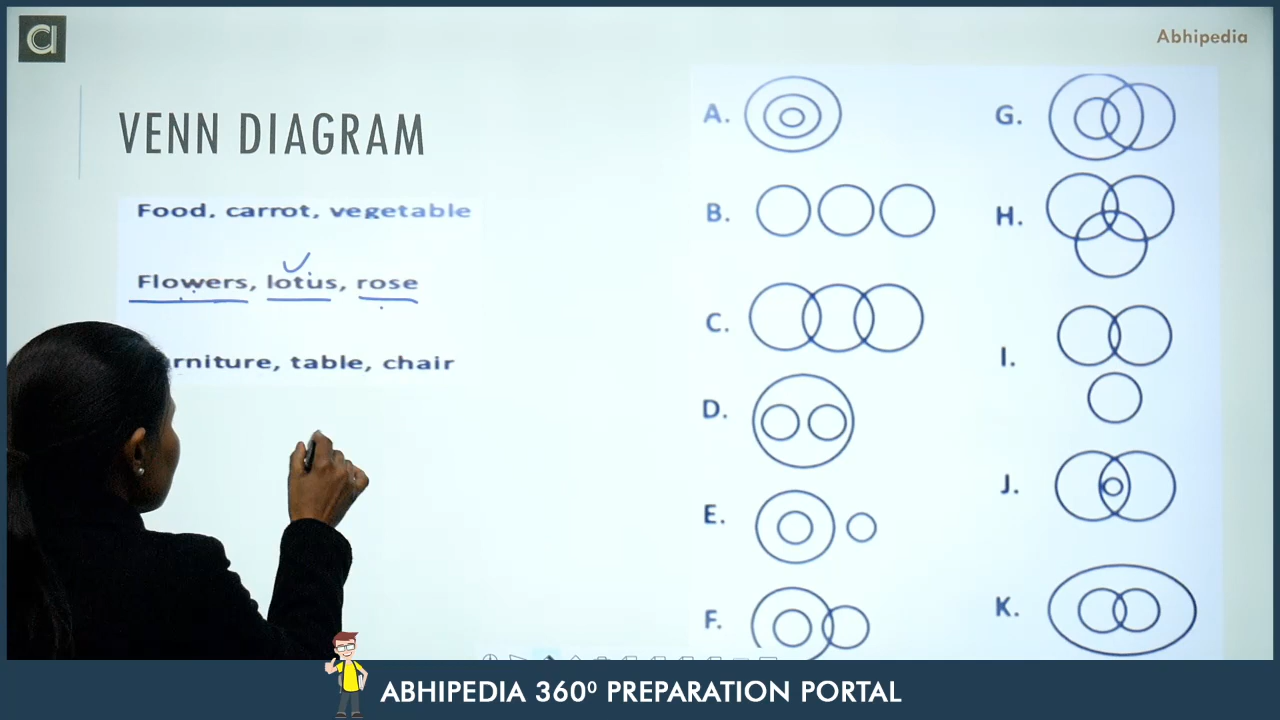 Abhipedia
VENN DIAGRAM
Food, carrot, vegetable
Flowers, lotus, rose
rniture, table, chair
A.
B.
C.
D.
E.
F.
G.
H.
I.
J.
K.
ABHIPEDIA 360⁰ PREPARATION PORTAL